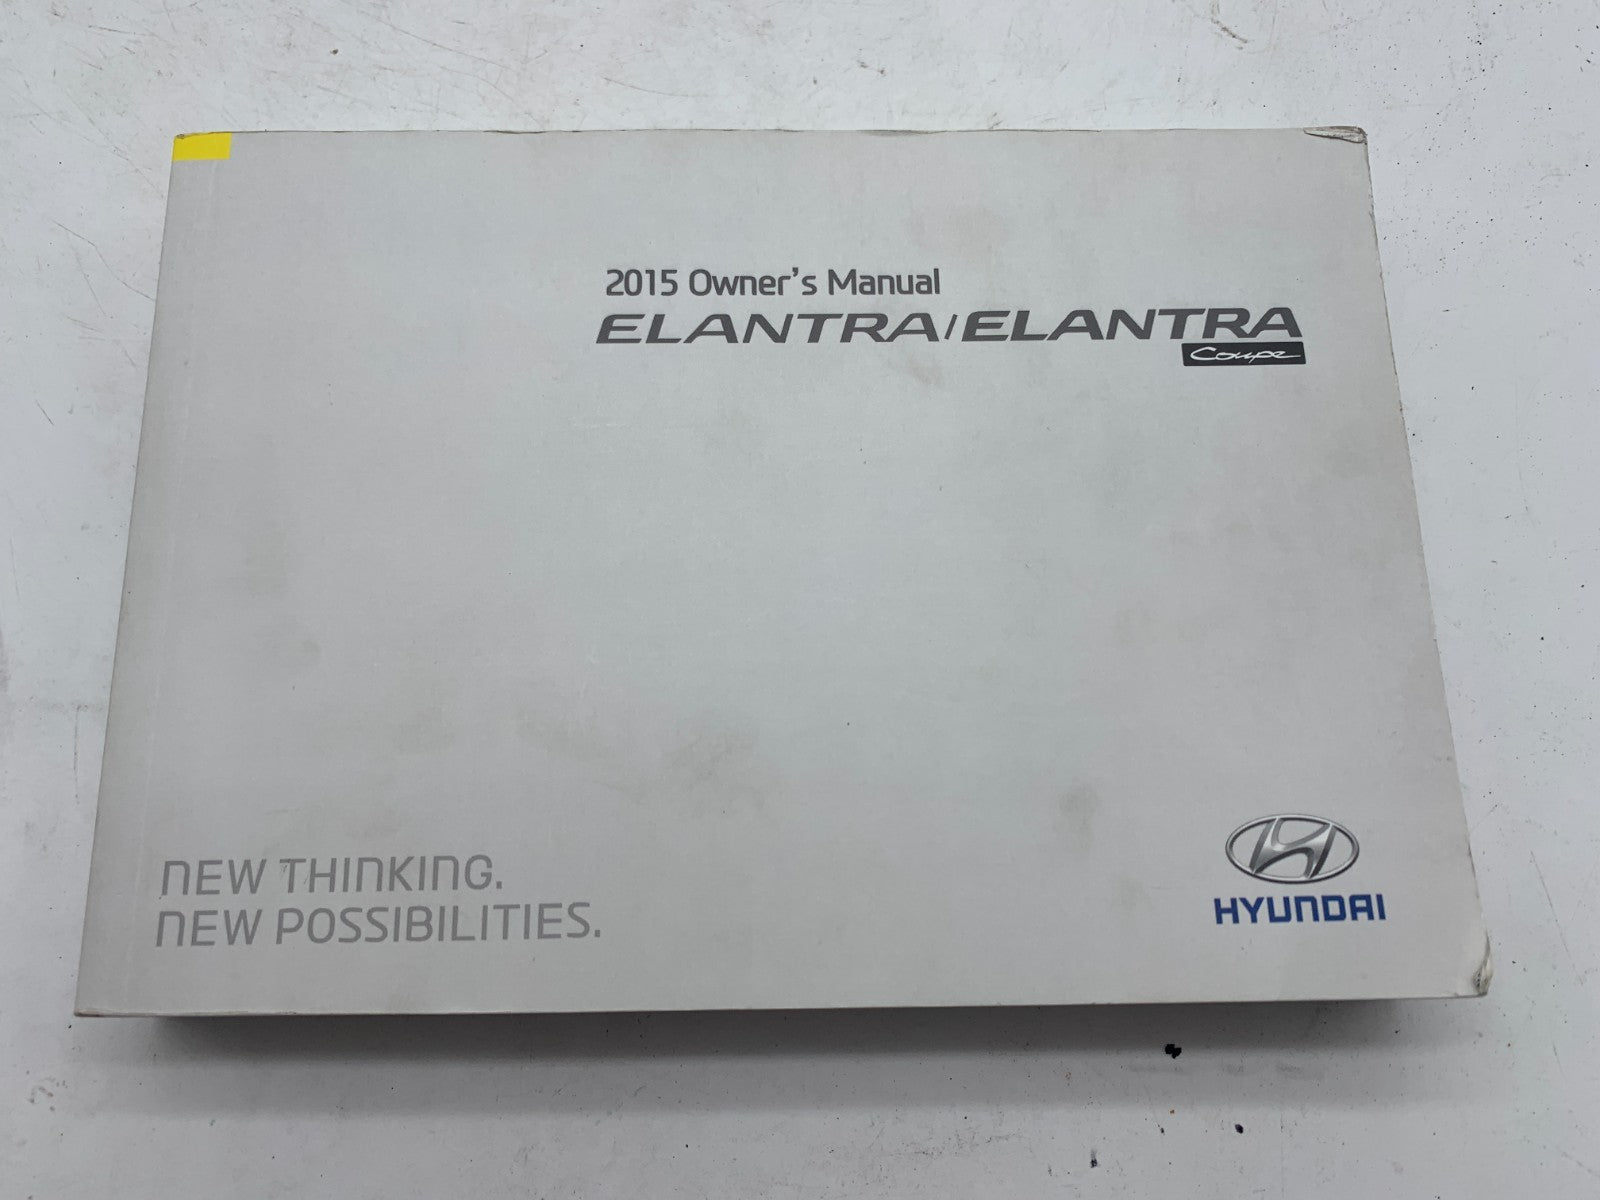 2015 Owner's Manual
ELANTRA/ELANTRA
Coupe
NEW THINKING.
NEW POSSIBILITIES.
HYUNDAI